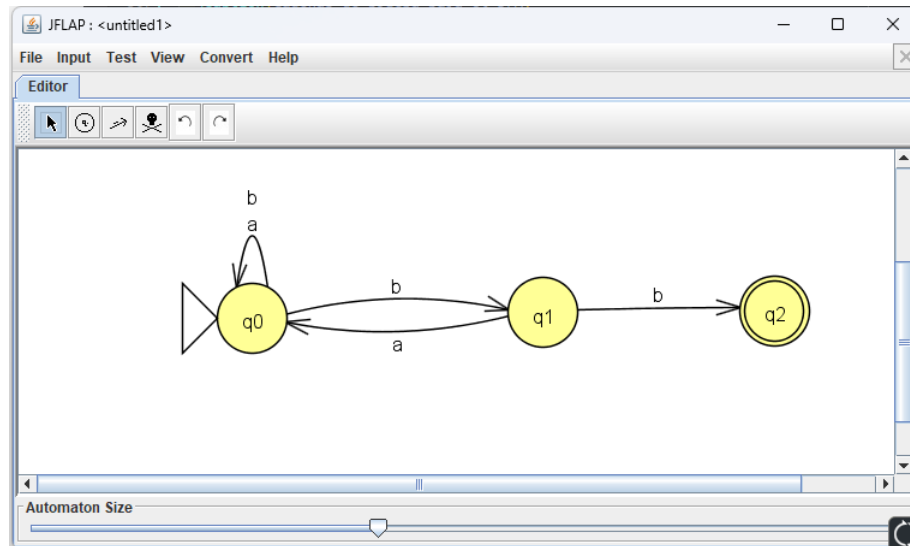 JFLAP : <untitled1>
File Input Test View Convert Help
Editor
b
a
b
b
q0
q1
q2
a
Automaton Size